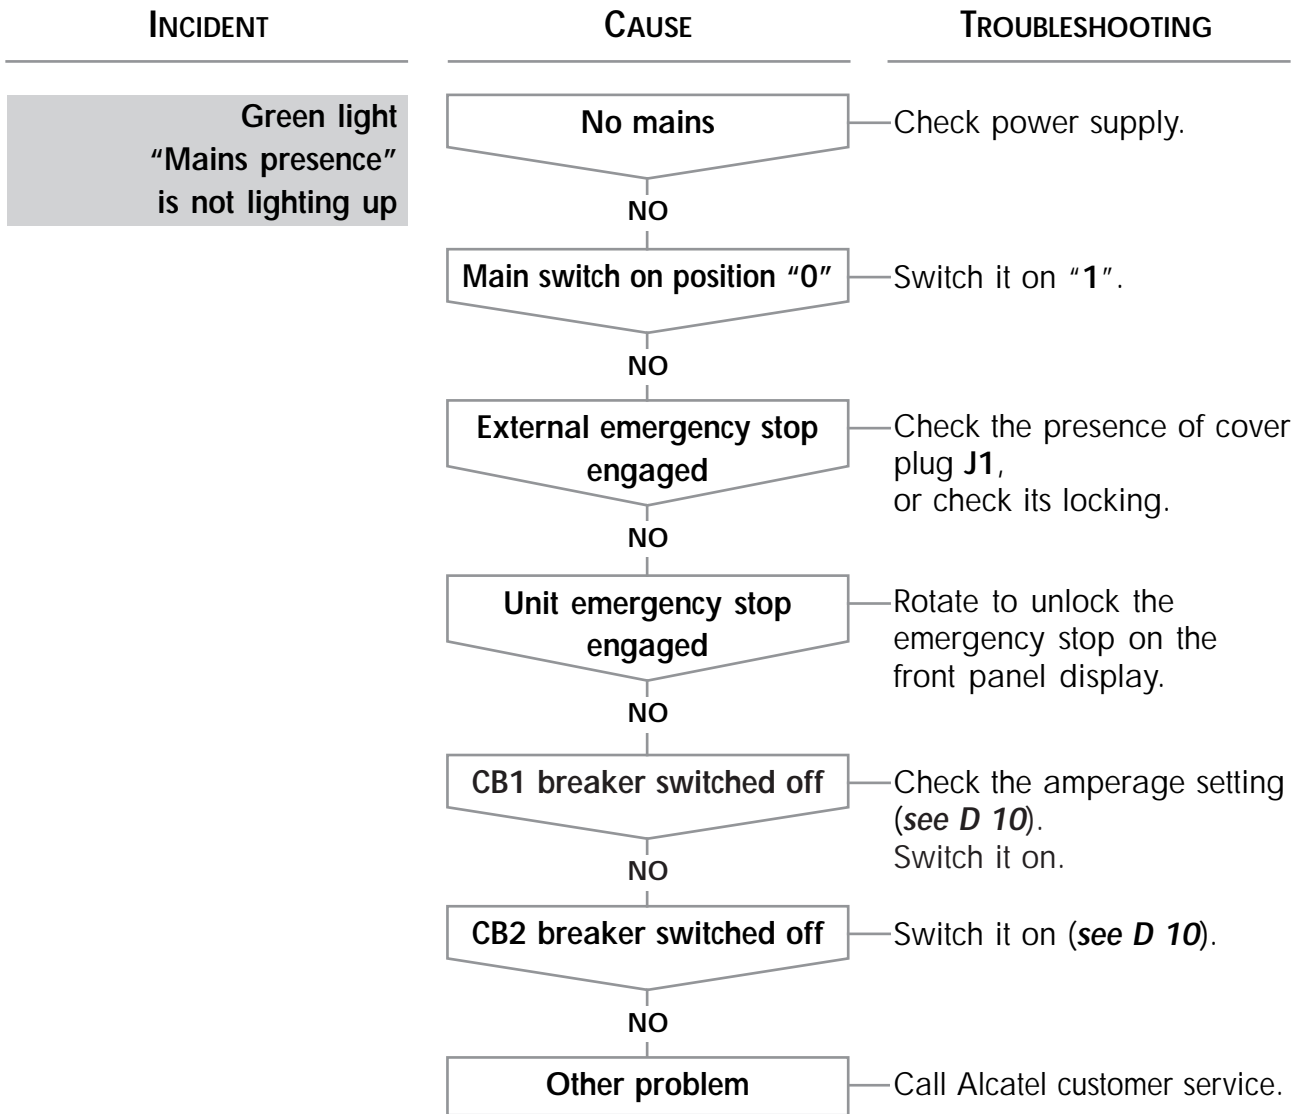 INCIDENT
CAUSE
TROUBLESHOOTING
Green light
“Mains presence”
is not lighting up
No mains
Check power supply.
NO
Main switch on position “0”
Switch it on “1”.
NO
External emergency stop
engaged
Check the presence of cover
plug J1,
or check its locking.
NO
Unit emergency stop
engaged
Rotate to unlock the
emergency stop on the
front panel display.
NO
CB1 breaker switched off
Check the amperage setting
(see D 10).
Switch it on.
NO
CB2 breaker switched off
Switch it on (see D 10).
NO
Other problem
Call Alcatel customer service.